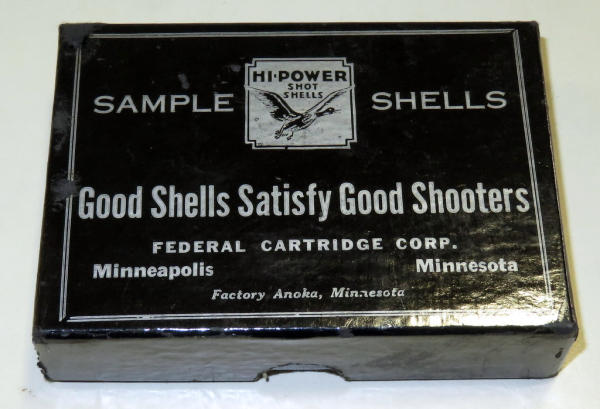 HI-POWER
SHOT
SHELLS
SAMPLE SHELLS
Good Shells Satisfy Good Shooters
FEDERAL CARTRIDGE CORP.
Minneapolis Minnesota
Factory Anoka, Minnesota